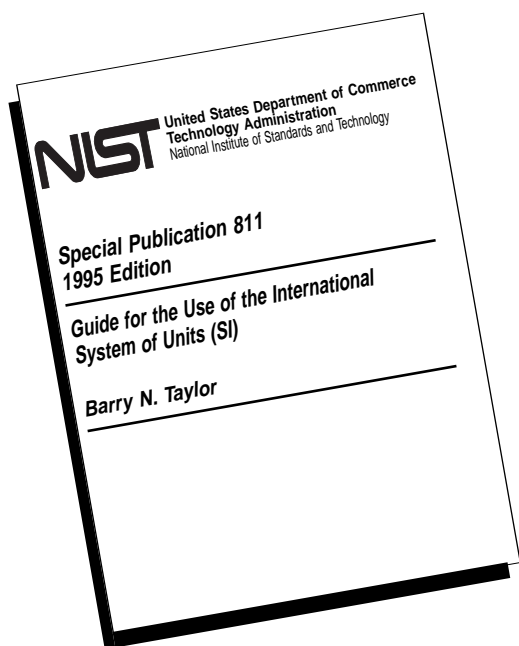 NIST
United States Department of Commerce
Technology Administration
National Institute of Standards and Technology
Special Publication 811
1995 Edition
Guide for the Use of the International
System of Units (SI)
Barry N. Taylor